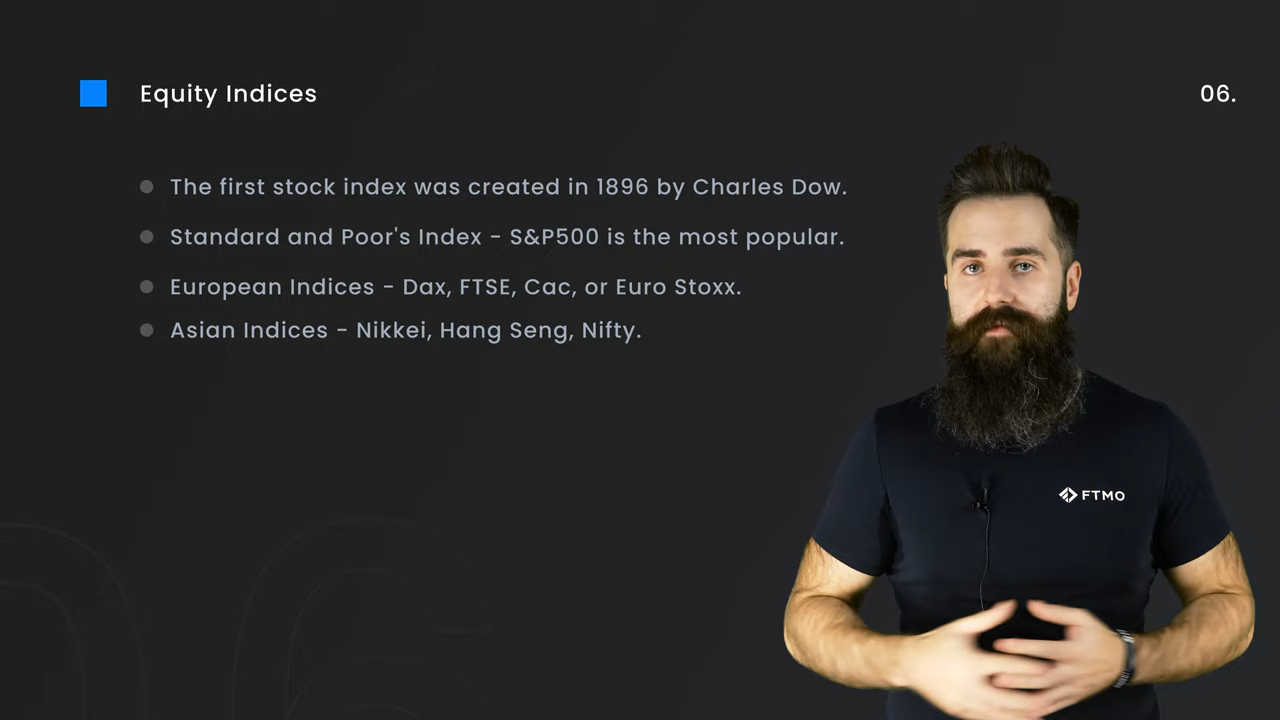 Equity Indices
06.
The first stock index was created in 1896 by Charles Dow.
Standard and Poor's Index - S&P500 is the most popular.
European Indices - Dax, FTSE, Cac, or Euro Stoxx.
Asian Indices - Nikkei, Hang Seng, Nifty.
FTMO
06